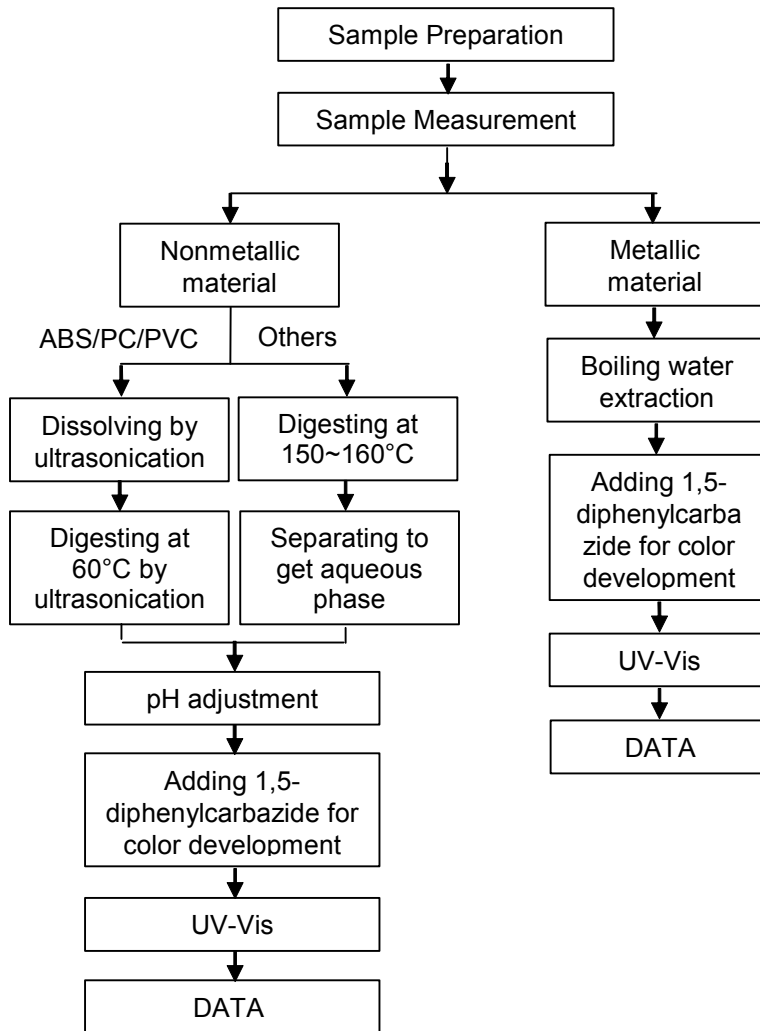 Sample Preparation
Sample Measurement
Nonmetallic
material
ABS/PC/PVC
Others
Dissolving by
ultrasonication
Digesting at
150~160°C
Digesting at
60°C by
ultrasonication
Separating to
get aqueous
phase
pH adjustment
Adding 1,5-
diphenylcarbazide for
color development
UV-Vis
DATA
Metallic
material
Boiling water
extraction
Adding 1,5-
diphenylcarba
zide for color
development
UV-Vis
DATA